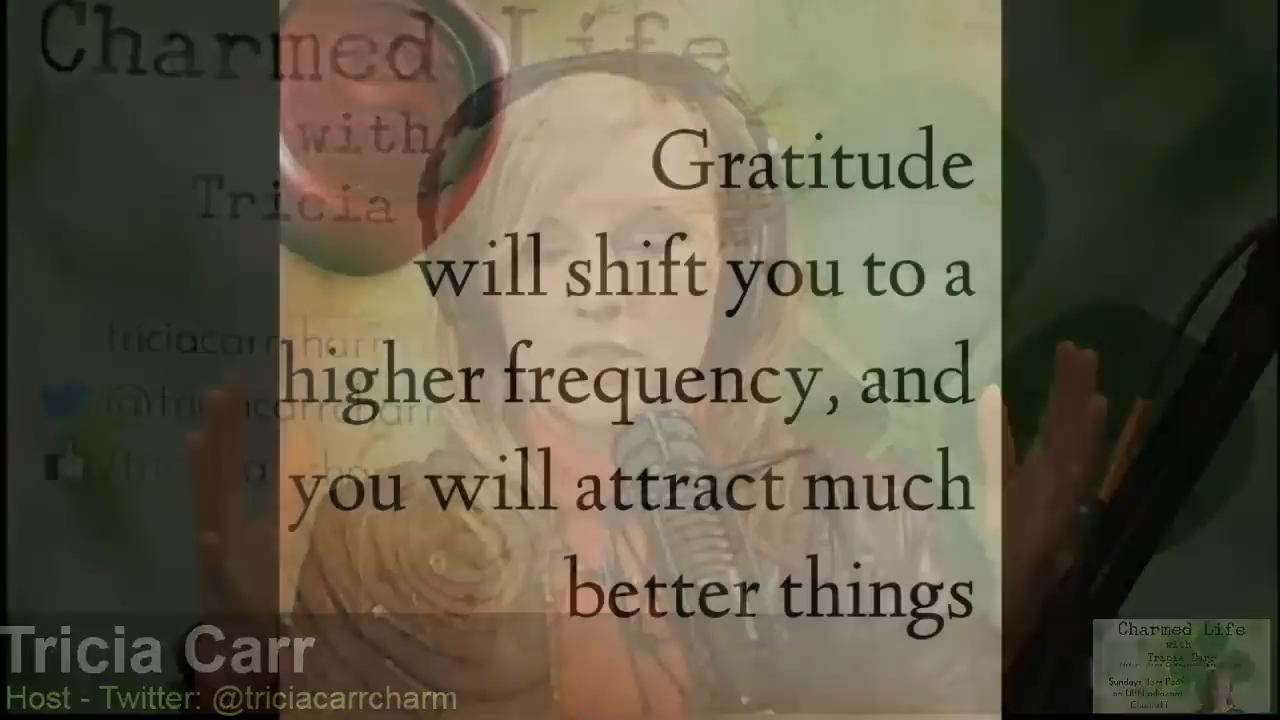 Charmed Life
with
Tricia
Gratitude
will shift you to a
higher frequency, and
you will attract much
better things
Tricia Carr
Host - Twitter: @triciacarrcharm
Charmed Life
with
Tricia Carr